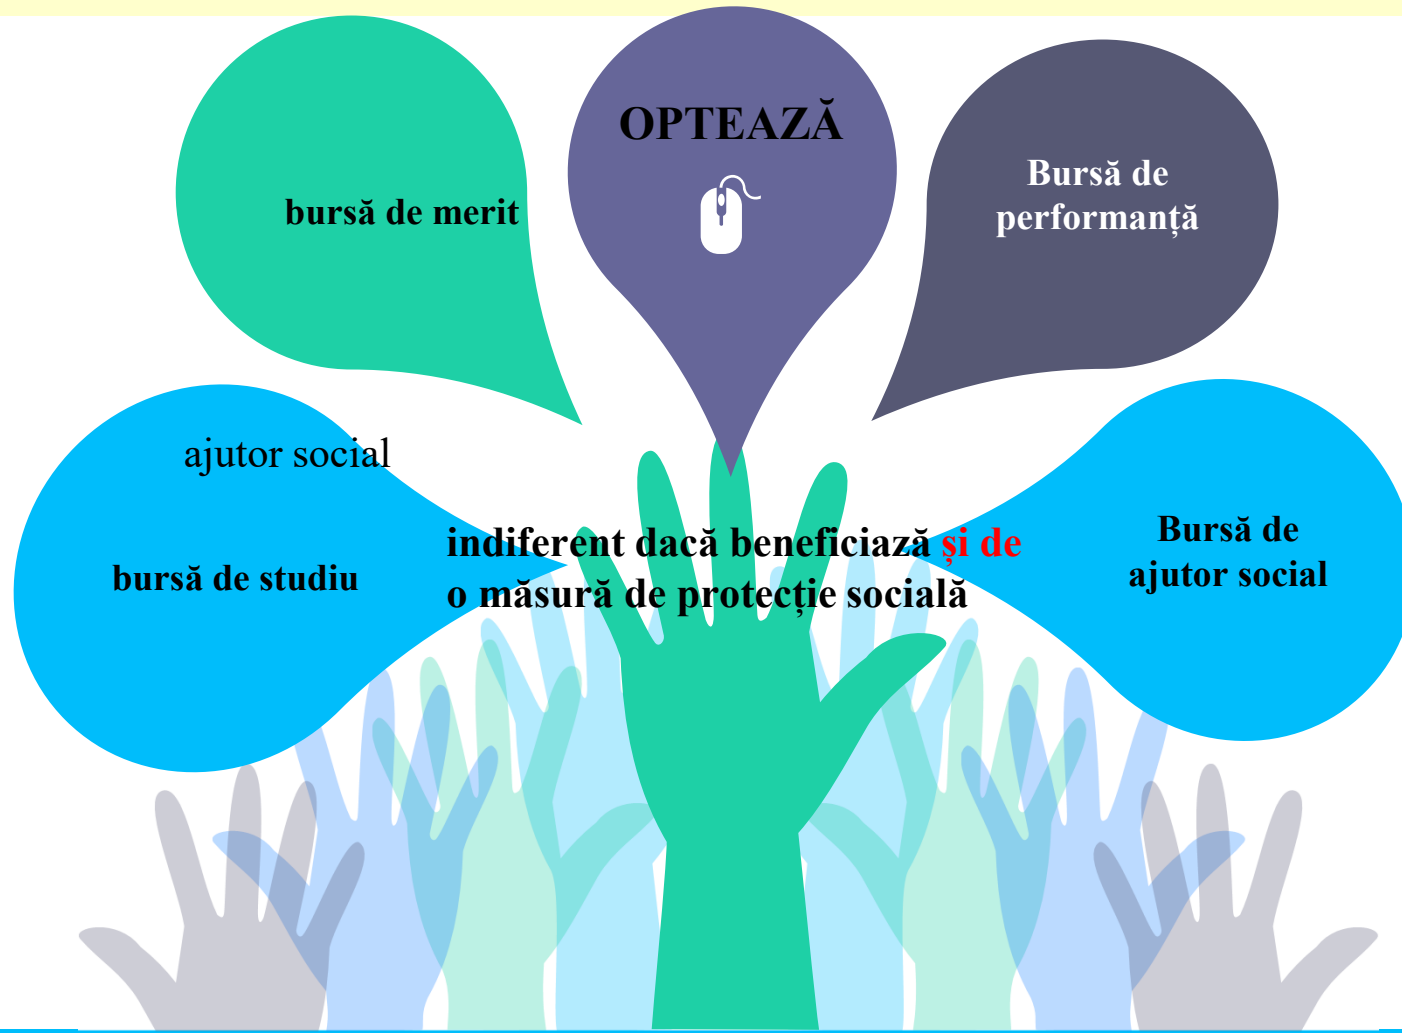 OPTEAZĂ
bursă de merit
Bursă de
performanță
ajutor social
bursă de studiu
indiferent dacă beneficiază și de
o măsură de protecție socială
Bursă de
ajutor social